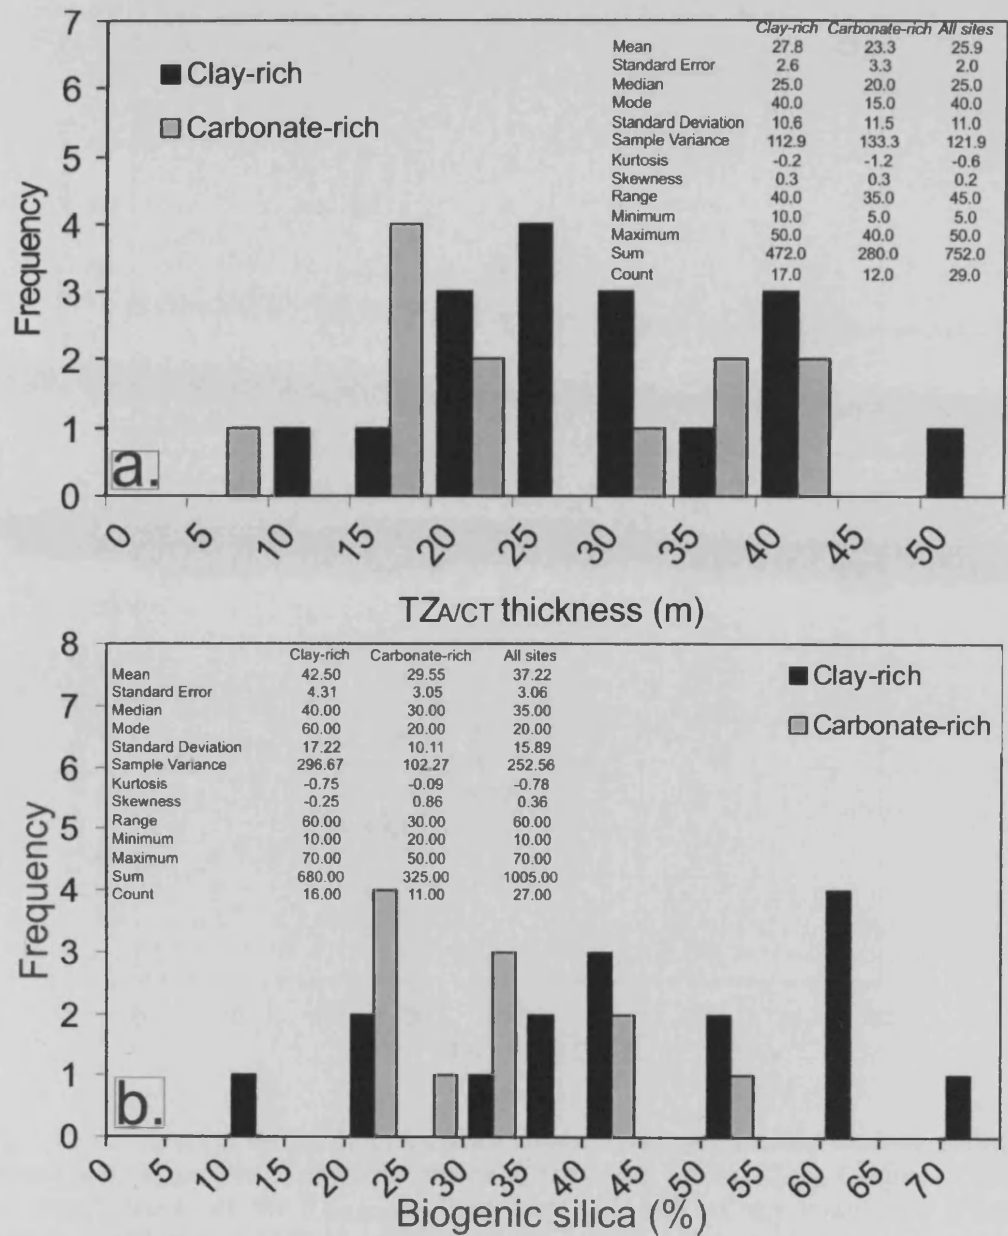 7
6
5
4
3
2
1
0
Frequency
Clay-rich
Carbonate-rich
Clay-rich Carbonate-rich All sites
Mean 27.8 23.3 25.9
Standard Error 2.6 3.3 2.0
Median 25.0 20.0 25.0
Mode 40.0 15.0 40.0
Standard Deviation 10.6 11.5 11.0
Sample Variance 112.9 133.3 121.9
Kurtosis -0.2 -1.2 -0.6
Skewness 0.3 0.3 0.2
Range 40.0 35.0 45.0
Minimum 10.0 5.0 5.0
Maximum 50.0 40.0 50.0
Sum 472.0 280.0 752.0
Count 17.0 12.0 29.0
a.
0 5 10 15 20 25 30 35 40 45 50
TZA/CT thickness (m)
8
7
6
5
4
3
2
1
0
Frequency
Clay-rich Carbonate-rich All sites
Mean 42.50 29.55 37.22
Standard Error 4.31 3.05 3.06
Median 40.00 30.00 35.00
Mode 60.00 20.00 20.00
Standard Deviation 17.22 10.11 15.89
Sample Variance 296.67 102.27 252.56
Kurtosis -0.75 -0.09 -0.78
Skewness -0.25 0.86 0.36
Range 60.00 30.00 60.00
Minimum 10.00 20.00 10.00
Maximum 70.00 50.00 70.00
Sum 680.00 325.00 1005.00
Count 16.00 11.00 27.00
Clay-rich
Carbonate-rich
b.
0 5 10 15 20 25 30 35 40 45 50 55 60 65 70
Biogenic silica (%)